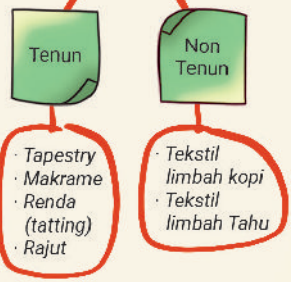 Tenun
Non
Tenun
· Tapestry
· Makrame
· Renda
(tatting)
· Rajut
· Tekstil
limbah kopi
· Tekstil
limbah Tahu